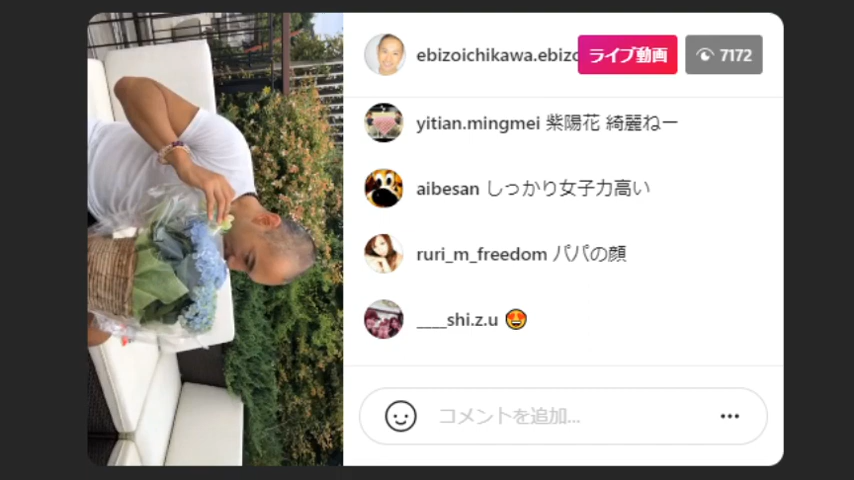 ebizoichikawa.ebizo
ライブ動画
7172
yitian.mingmei 紫陽花 綺麗ねー
aibesan しっかり女子力高い
ruri_m_freedom パパの顔
____shi.z.u 😍
コメントを追加...